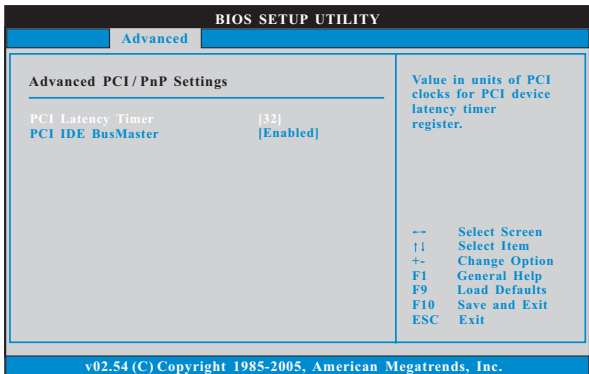 BIOS SETUP UTILITY
Advanced
Advanced PCI / PnP Settings
PCI Latency Timer [32]
PCI IDE BusMaster [Enabled]
Value in units of PCI
clocks for PCI device
latency timer
register.
←→ Select Screen
↑↓ Select Item
+- Change Option
F1 General Help
F9 Load Defaults
F10 Save and Exit
ESC Exit
v02.54 (C) Copyright 1985-2005, American Megatrends, Inc.